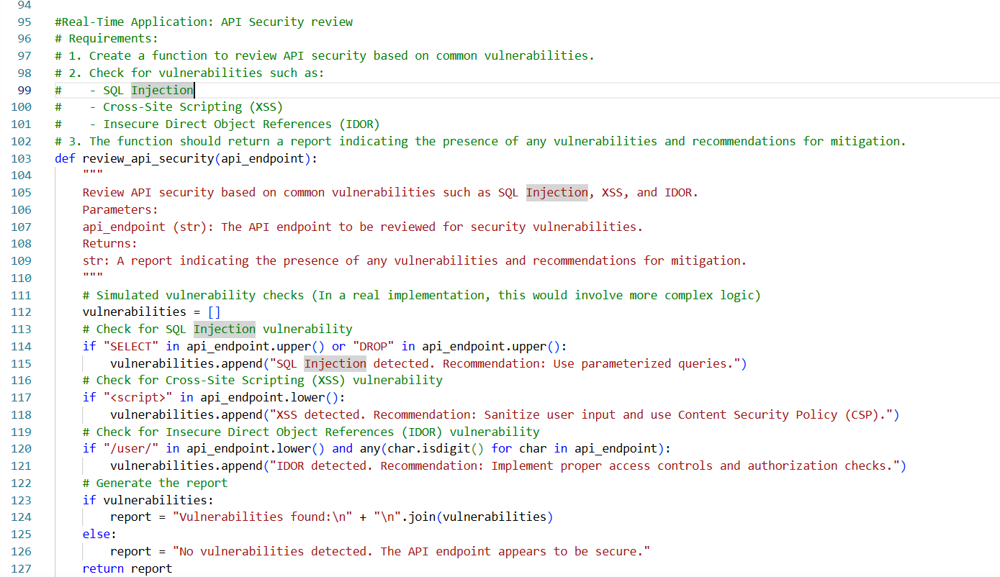 94
95 #Real-Time Application: API Security review
96 # Requirements:
97 # 1. Create a function to review API security based on common vulnerabilities.
98 # 2. Check for vulnerabilities such as:
99 #    - SQL Injection
100 #    - Cross-Site Scripting (XSS)
101 #    - Insecure Direct Object References (IDOR)
102 # 3. The function should return a report indicating the presence of any vulnerabilities and recommendations for mitigation.
103 def review_api_security(api_endpoint):
104     """
105     Review API security based on common vulnerabilities such as SQL Injection, XSS, and IDOR.
106     Parameters:
107     api_endpoint (str): The API endpoint to be reviewed for security vulnerabilities.
108     Returns:
109     str: A report indicating the presence of any vulnerabilities and recommendations for mitigation.
110     """
111     # Simulated vulnerability checks (In a real implementation, this would involve more complex logic)
112     vulnerabilities = []
113     # Check for SQL Injection vulnerability
114     if "SELECT" in api_endpoint.upper() or "DROP" in api_endpoint.upper():
115         vulnerabilities.append("SQL Injection detected. Recommendation: Use parameterized queries.")
116     # Check for Cross-Site Scripting (XSS) vulnerability
117     if "<script>" in api_endpoint.lower():
118         vulnerabilities.append("XSS detected. Recommendation: Sanitize user input and use Content Security Policy (CSP).")
119     # Check for Insecure Direct Object References (IDOR) vulnerability
120     if "/user/" in api_endpoint.lower() and any(char.isdigit() for char in api_endpoint):
121         vulnerabilities.append("IDOR detected. Recommendation: Implement proper access controls and authorization checks.")
122     # Generate the report
123     if vulnerabilities:
124         report = "Vulnerabilities found:\n" + "\n".join(vulnerabilities)
125     else:
126         report = "No vulnerabilities detected. The API endpoint appears to be secure."
127     return report